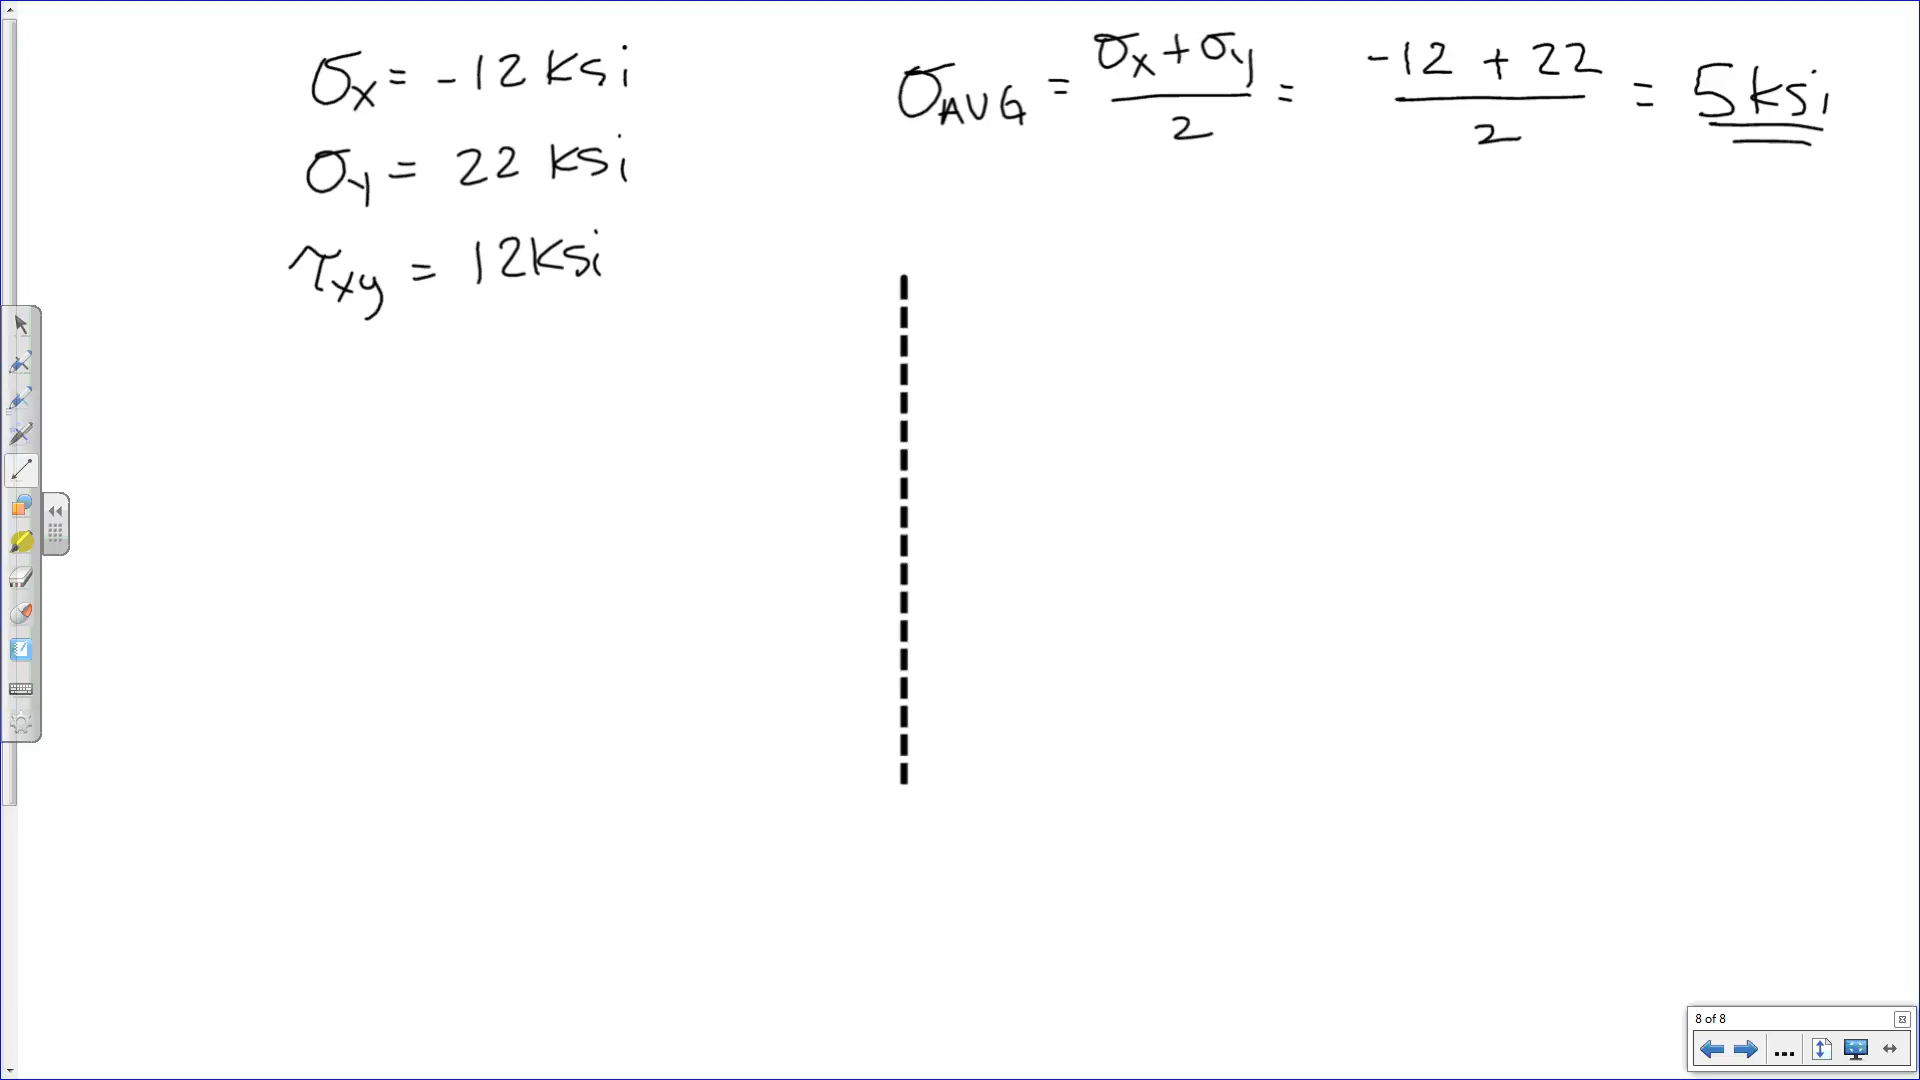 σx = -12 ksi
σy = 22 ksi
τxy = 12 ksi
σAVG = (σx + σy)/2 = (-12 + 22)/2 = 5 ksi
8 of 8
...